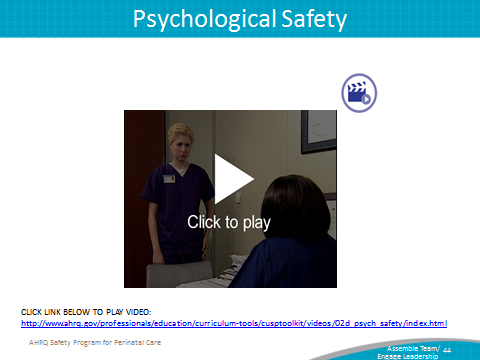 Psychological Safety
Click to play
CLICK LINK BELOW TO PLAY VIDEO:
http://www.ahrq.gov/professionals/education/curriculum-tools/cusptoolkit/videos/02d_psych_safety/index.html
AHRQ Safety Program for Perinatal Care
Assemble Team/
Engage Leadership
44